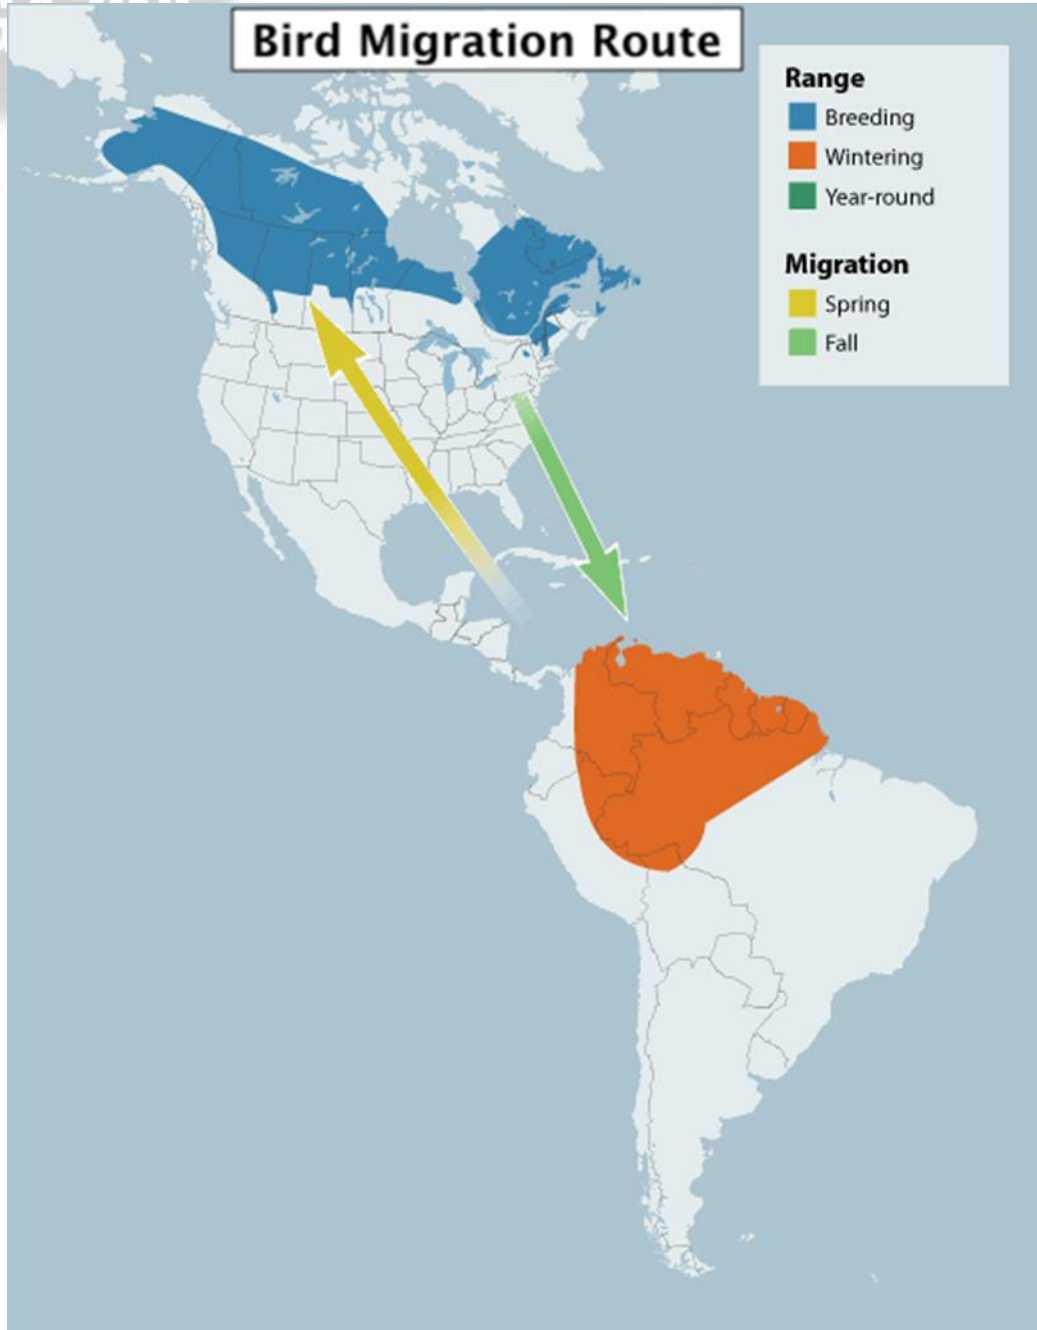 Bird Migration Route
Range
Breeding
Wintering
Year-round
Migration
Spring
Fall